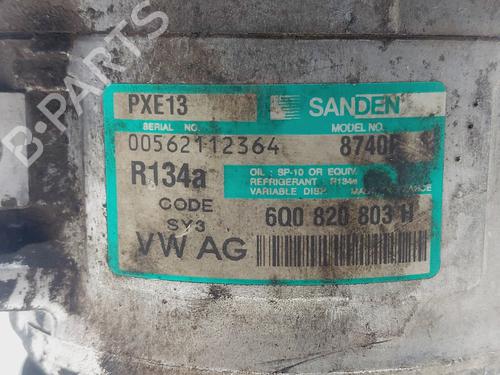 PXE13
SANDEN
SERIAL NO.
MODEL NO.
00562112364
R134a
OIL : SP-10 OR EQUIV.
REFRIGERANT R134a
VARIABLE DISP.
CODE
6Q0 820 803 H
SY3
VW AG
B-PARTS